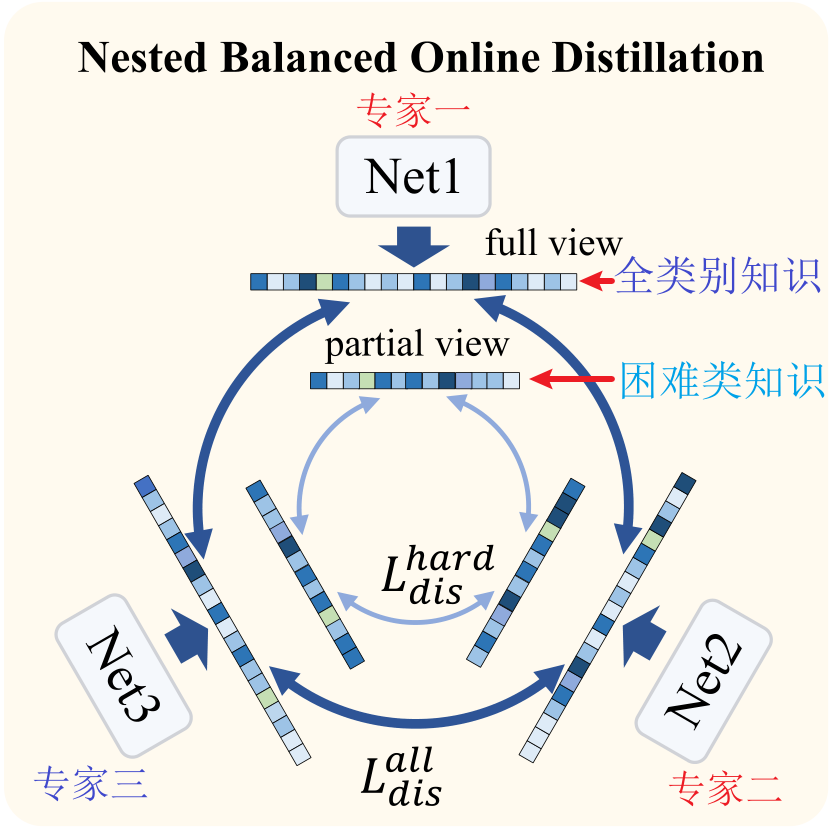 Nested Balanced Online Distillation
专家一
Net1
full view
全类别知识
partial view
困难类知识
L_{dis}^{hard}
Net3
Net2
L_{dis}^{all}
专家三
专家二